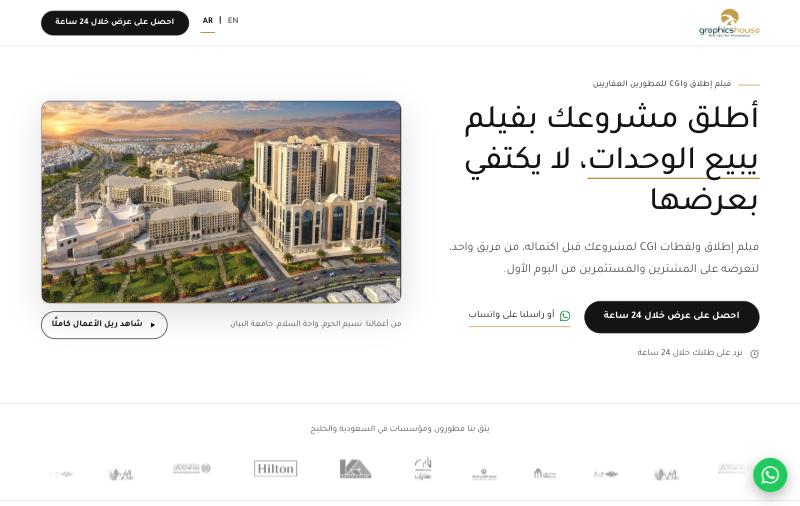 graphicshouse
EN | AR
احصل على عرض خلال 24 ساعة
فيلم إطلاق وCGI للمطورين العقاريين
أطلق مشروعك بفيلم
يبيع الوحدات، لا يكتفي
بعرضها
فيلم إطلاق ولقطات CGI لمشروعك قبل اكتماله، من فريق واحد،
لتعرضه على المشترين والمستثمرين من اليوم الأول.
احصل على عرض خلال 24 ساعة
أو راسلنا على واتساب
نرد على طلبك خلال 24 ساعة
من أعمالنا: نسيم الحرم، واحة السلام، جامعة البيان
شاهد ريل الأعمال كاملًا
يثق بنا مطورون ومؤسسات في السعودية والخليج
Hilton